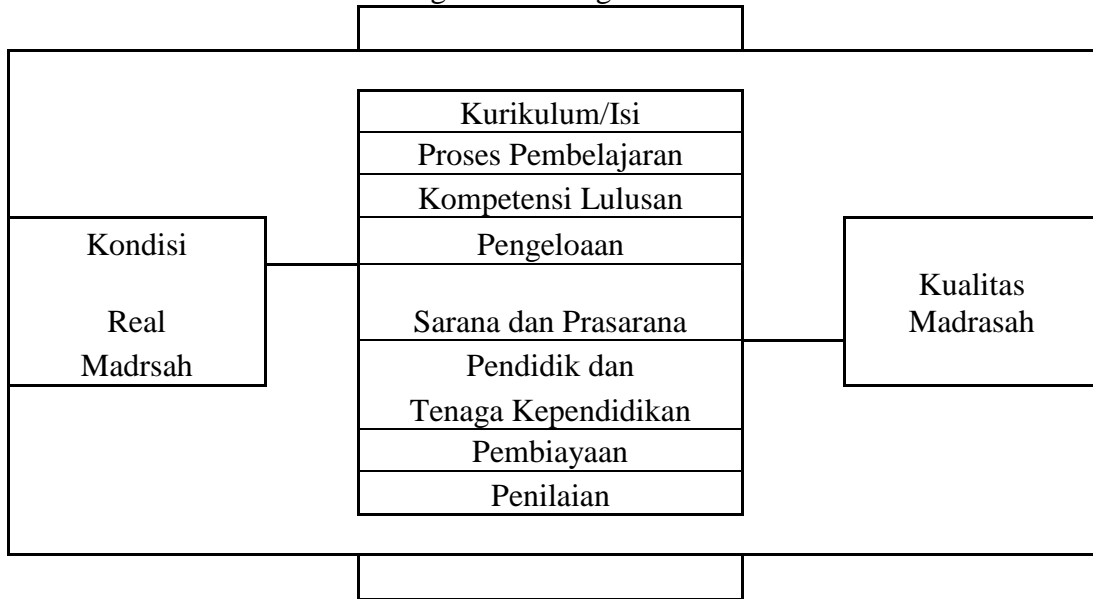 Kurikulum/Isi
Proses Pembelajaran
Kompetensi Lulusan
Kondisi
Real
Madrsah
Pengeloaan
Sarana dan Prasarana
Pendidik dan
Tenaga Kependidikan
Pembiayaan
Penilaian
Kualitas
Madrasah